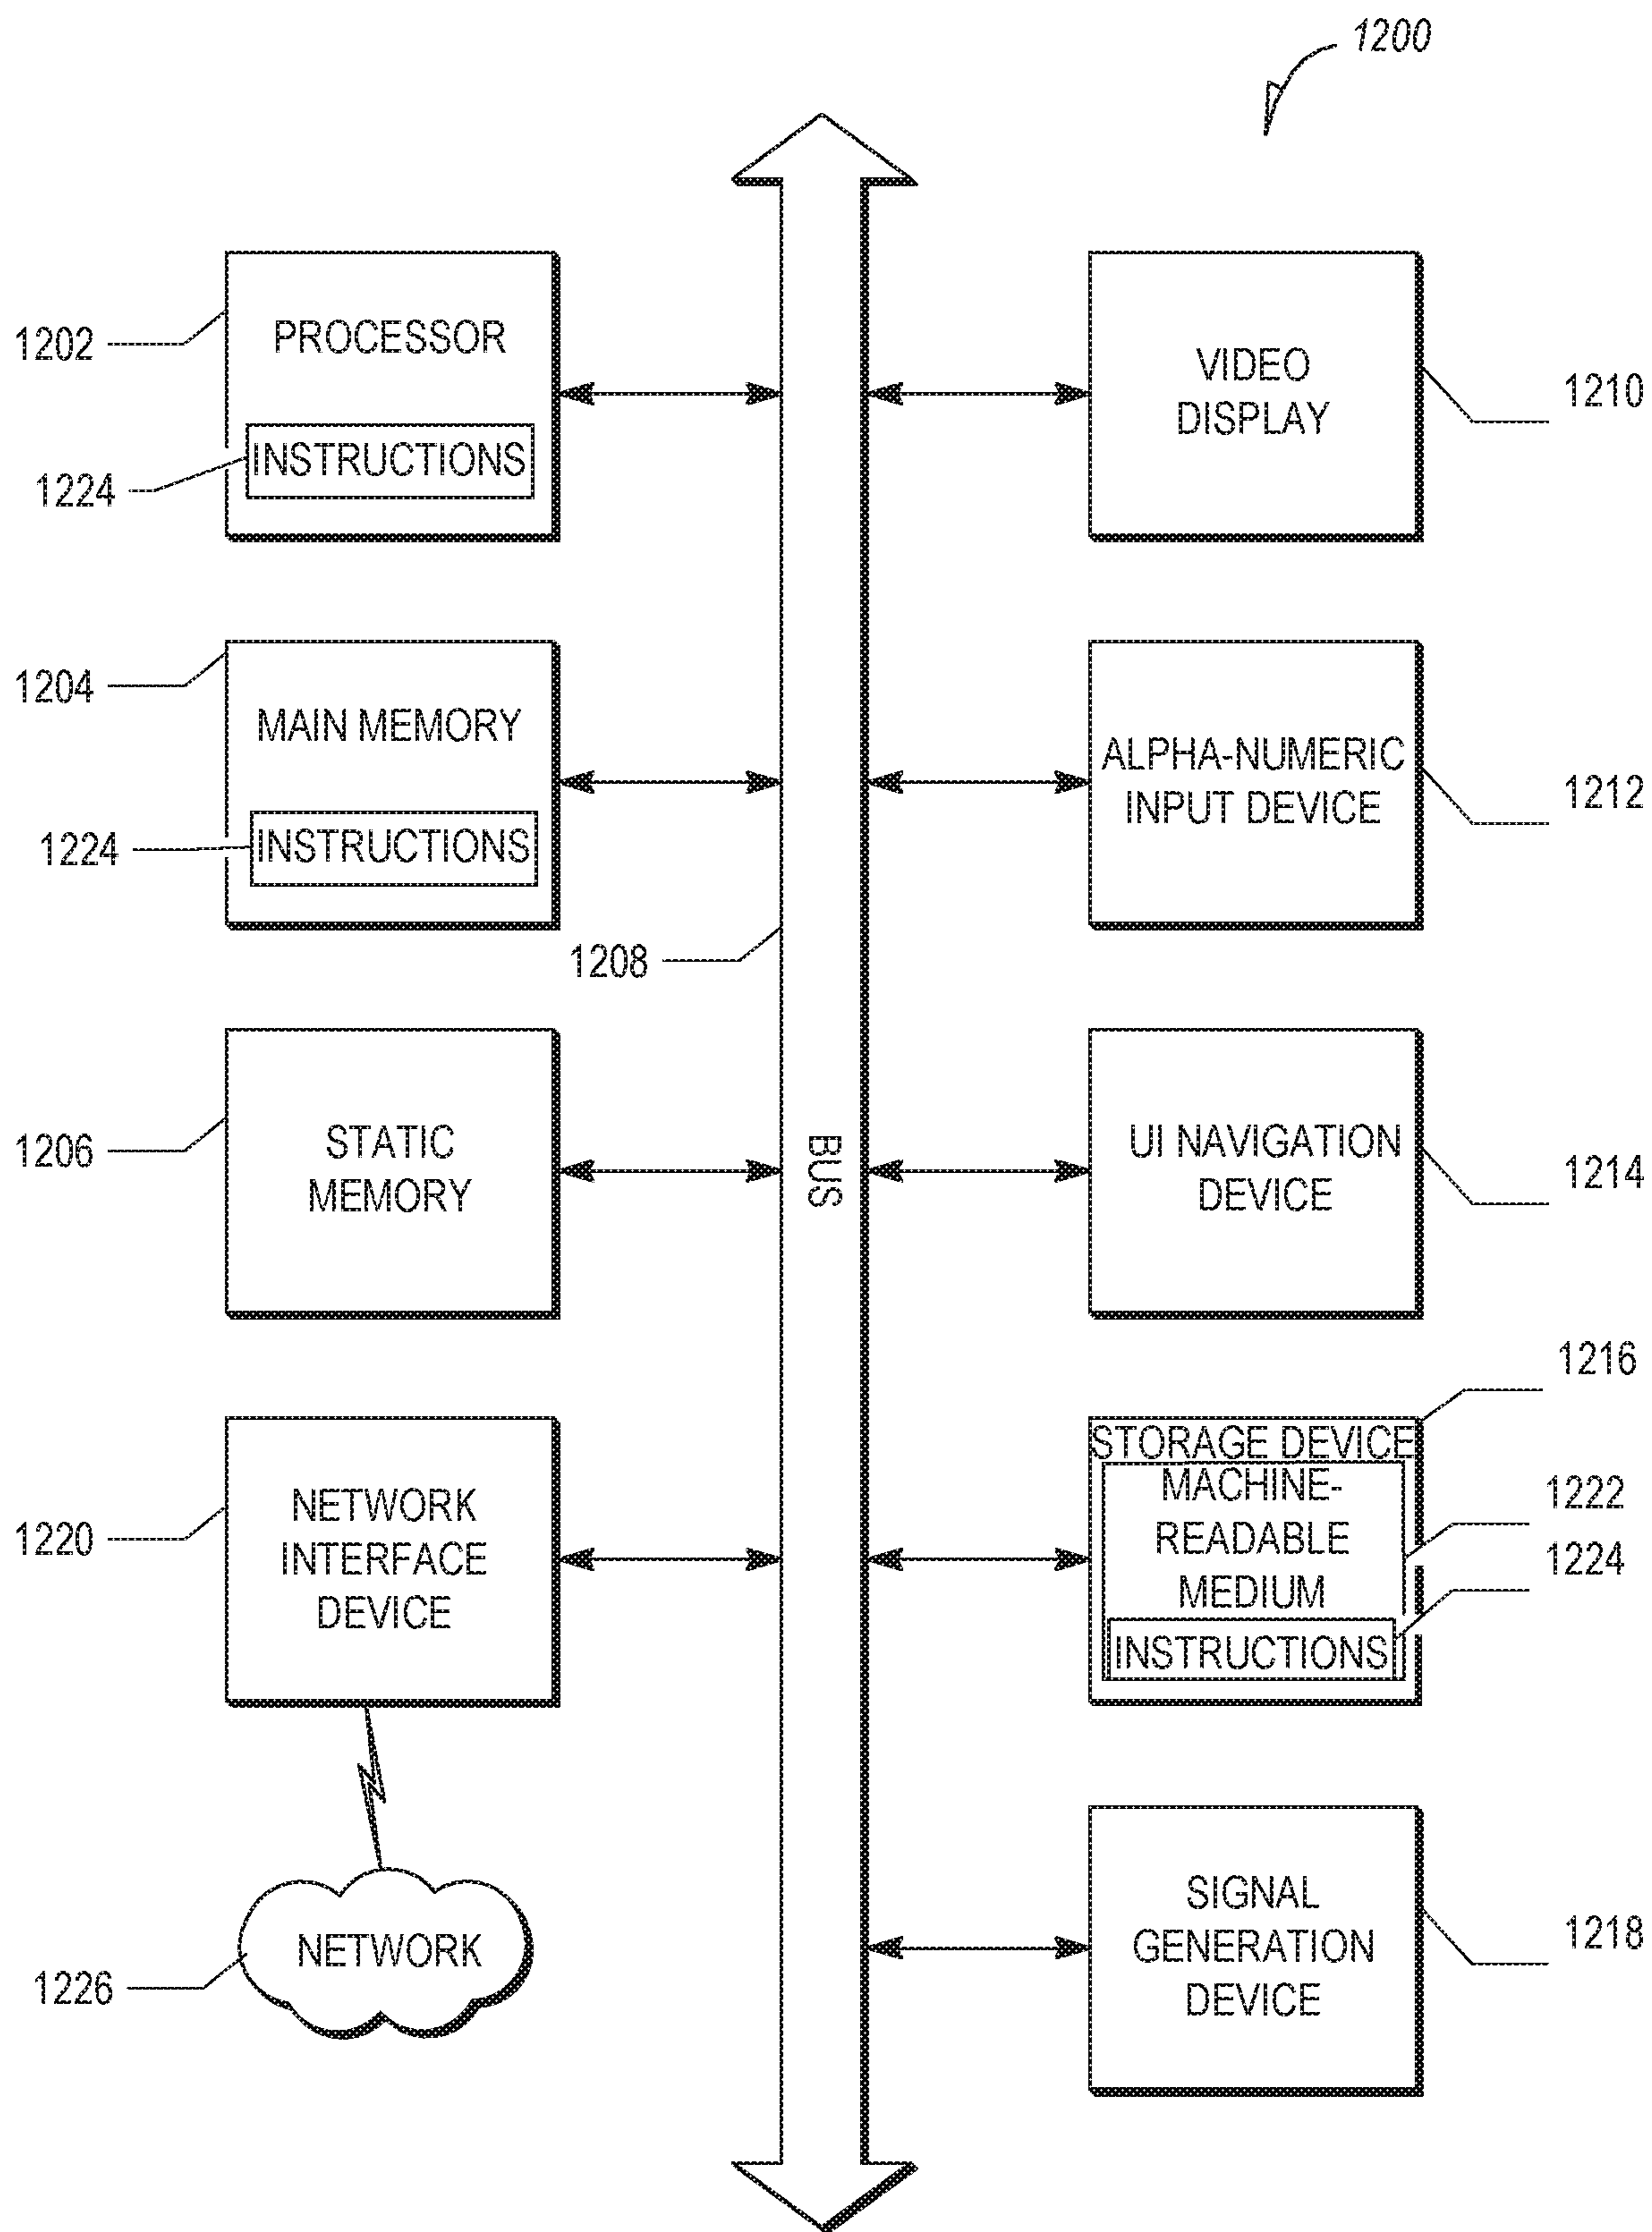 1200
1202
PROCESSOR
INSTRUCTIONS
1224
VIDEO
DISPLAY
1210
1204
MAIN MEMORY
1224
INSTRUCTIONS
ALPHA-NUMERIC
INPUT DEVICE
1212
1208
BUS
1206
STATIC
MEMORY
UI NAVIGATION
DEVICE
1214
1220
NETWORK
INTERFACE
DEVICE
1216
STORAGE DEVICE
MACHINE-
READABLE
MEDIUM
1222
1224
INSTRUCTIONS
NETWORK
1226
SIGNAL
GENERATION
DEVICE
1218